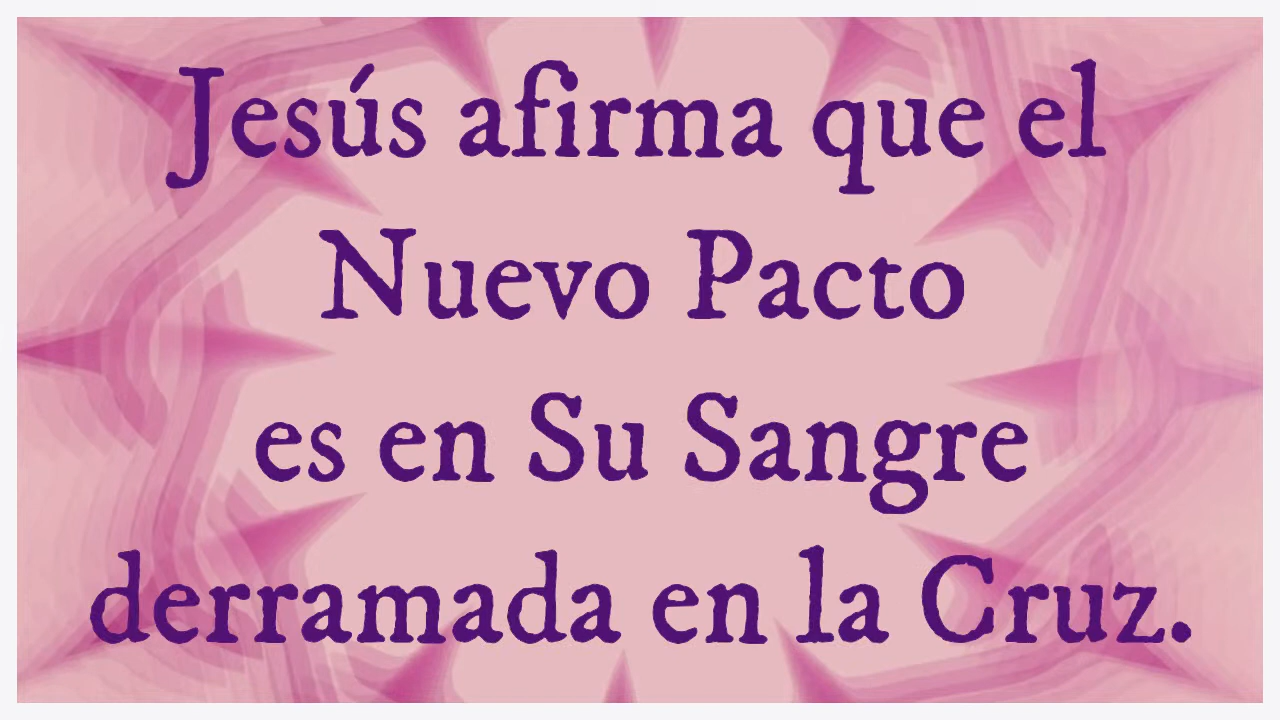 Jesús afirma que el
Nuevo Pacto
es en Su Sangre
derramada en la Cruz.